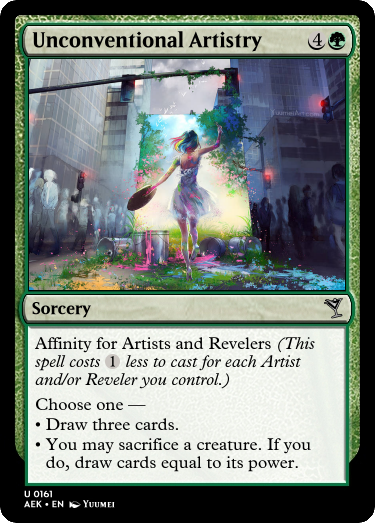 Unconventional Artistry 4
Sorcery
Affinity for Artists and Revelers (This
spell costs 1 less to cast for each Artist
and/or Reveler you control.)
Choose one —
• Draw three cards.
• You may sacrifice a creature. If you
do, draw cards equal to its power.
U 0161
AEK • EN Yuumei